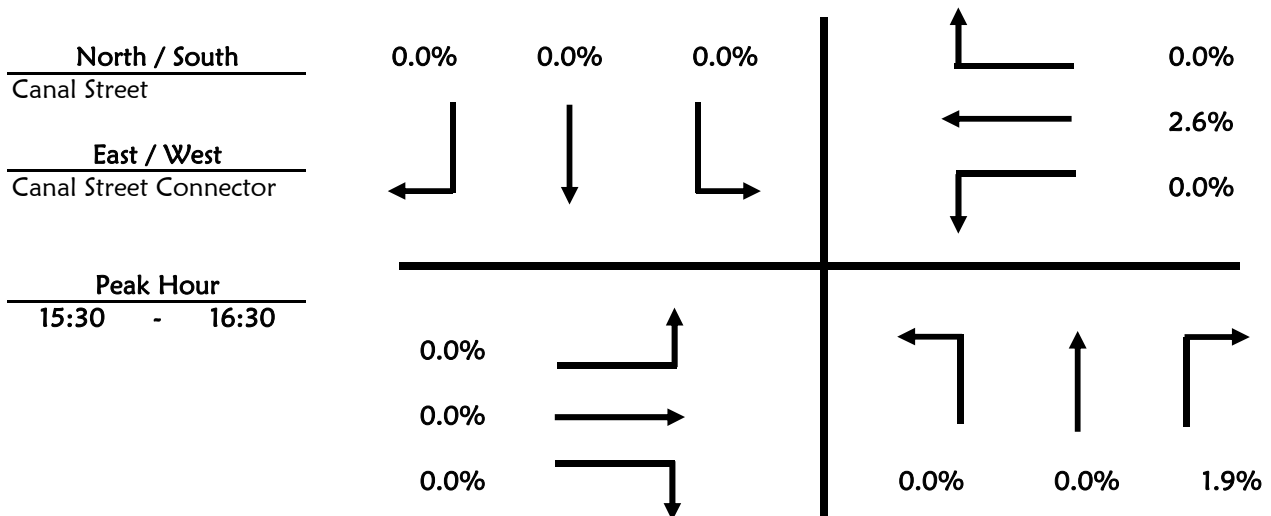 North / South
Canal Street
East / West
Canal Street Connector
Peak Hour
15:30 - 16:30
0.0% 0.0% 0.0%
0.0%
2.6%
0.0%
0.0%
0.0%
0.0%
0.0% 0.0% 1.9%